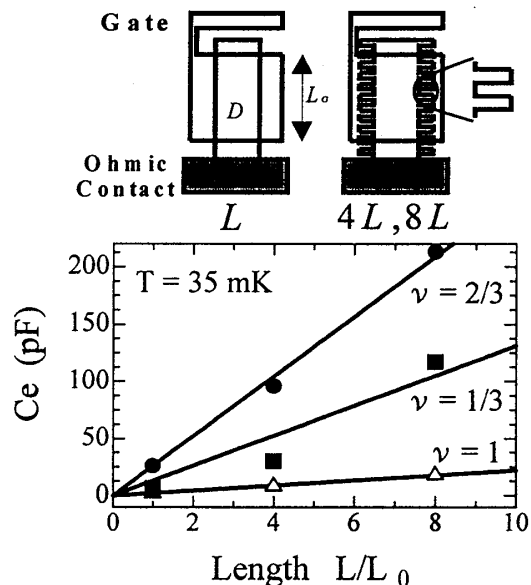 Gate
L₀
D
Ohmic
Contact
L
4L , 8L
200
150
100
50
0
Ce (pF)
T = 35 mK
ν = 2/3
ν = 1/3
ν = 1
0 2 4 6 8 10
Length L/L₀